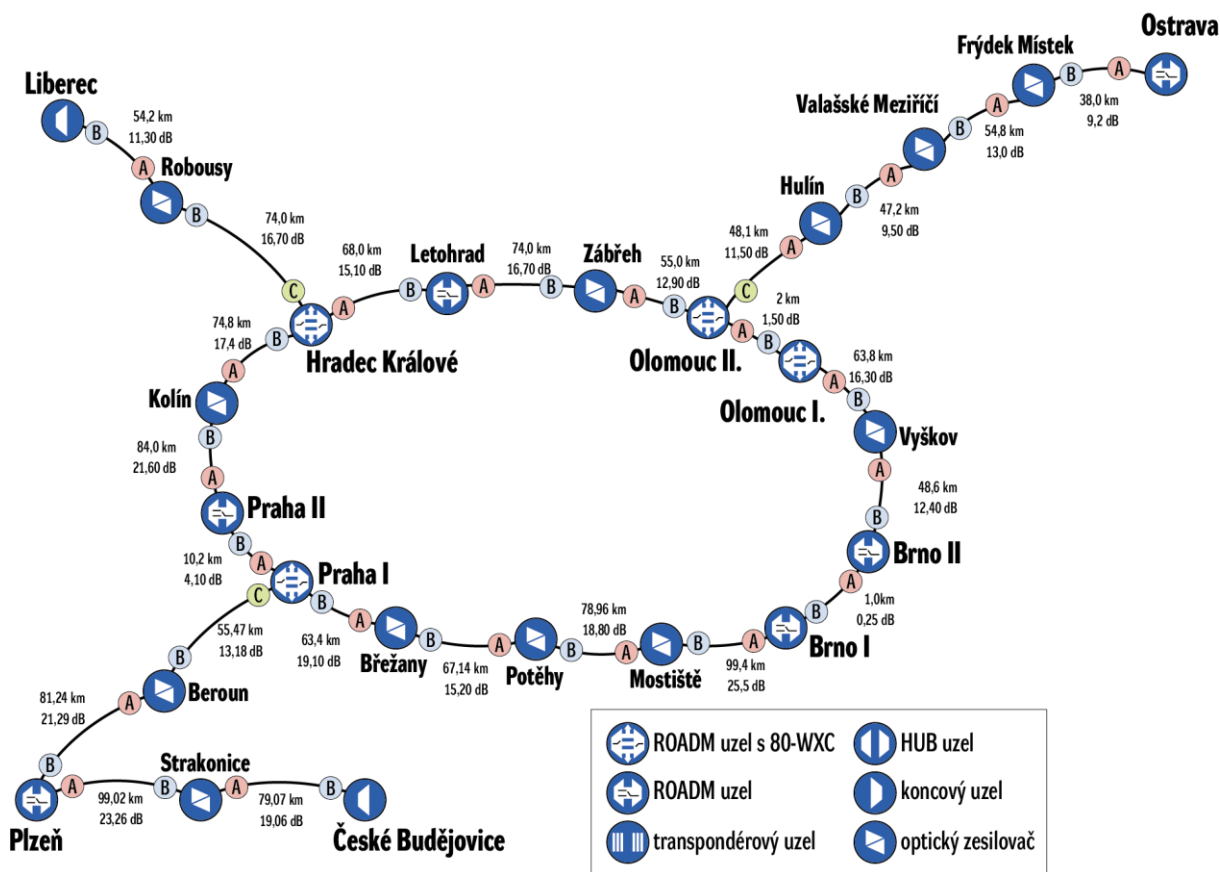 Ostrava
Frýdek Místek
B
A
38,0 km
9,2 dB
Valašské Meziříčí
A
54,8 km
13,0 dB
B
Liberec
B
54,2 km
11,30 dB
A
Robousy
B
Hulín
B
A
47,2 km
9,50 dB
74,0 km
16,70 dB
48,1 km
11,50 dB
A
C
68,0 km
15,10 dB
Letohrad
74,0 km
16,70 dB
Zábřeh
55,0 km
12,90 dB
C
A
B
A
B
A
B
2 km
1,50 dB
A
B
74,8 km
17,4 dB
B
Hradec Králové
Olomouc II.
63,8 km
16,30 dB
A
Kolín
Olomouc I.
A
B
Vyškov
B
84,0 km
21,60 dB
A
A
48,6 km
12,40 dB
Praha II
B
B
A
Brno II
10,2 km
4,10 dB
Praha I
A
1,0km
0,25 dB
C
B
55,47 km
13,18 dB
63,4 km
19,10 dB
A
Břežany
B
78,96 km
18,80 dB
A
Potěhy
B
A
Mostiště
B
A
B
Brno I
67,14 km
15,20 dB
99,4 km
25,5 dB
B
81,24 km
21,29 dB
A
Beroun
B
Strakonice
A
B
A
B
99,02 km
23,26 dB
79,07 km
19,06 dB
Plzeň
České Budějovice
ROADM uzel s 80-WXC
HUB uzel
ROADM uzel
koncový uzel
transpondérový uzel
optický zesilovač